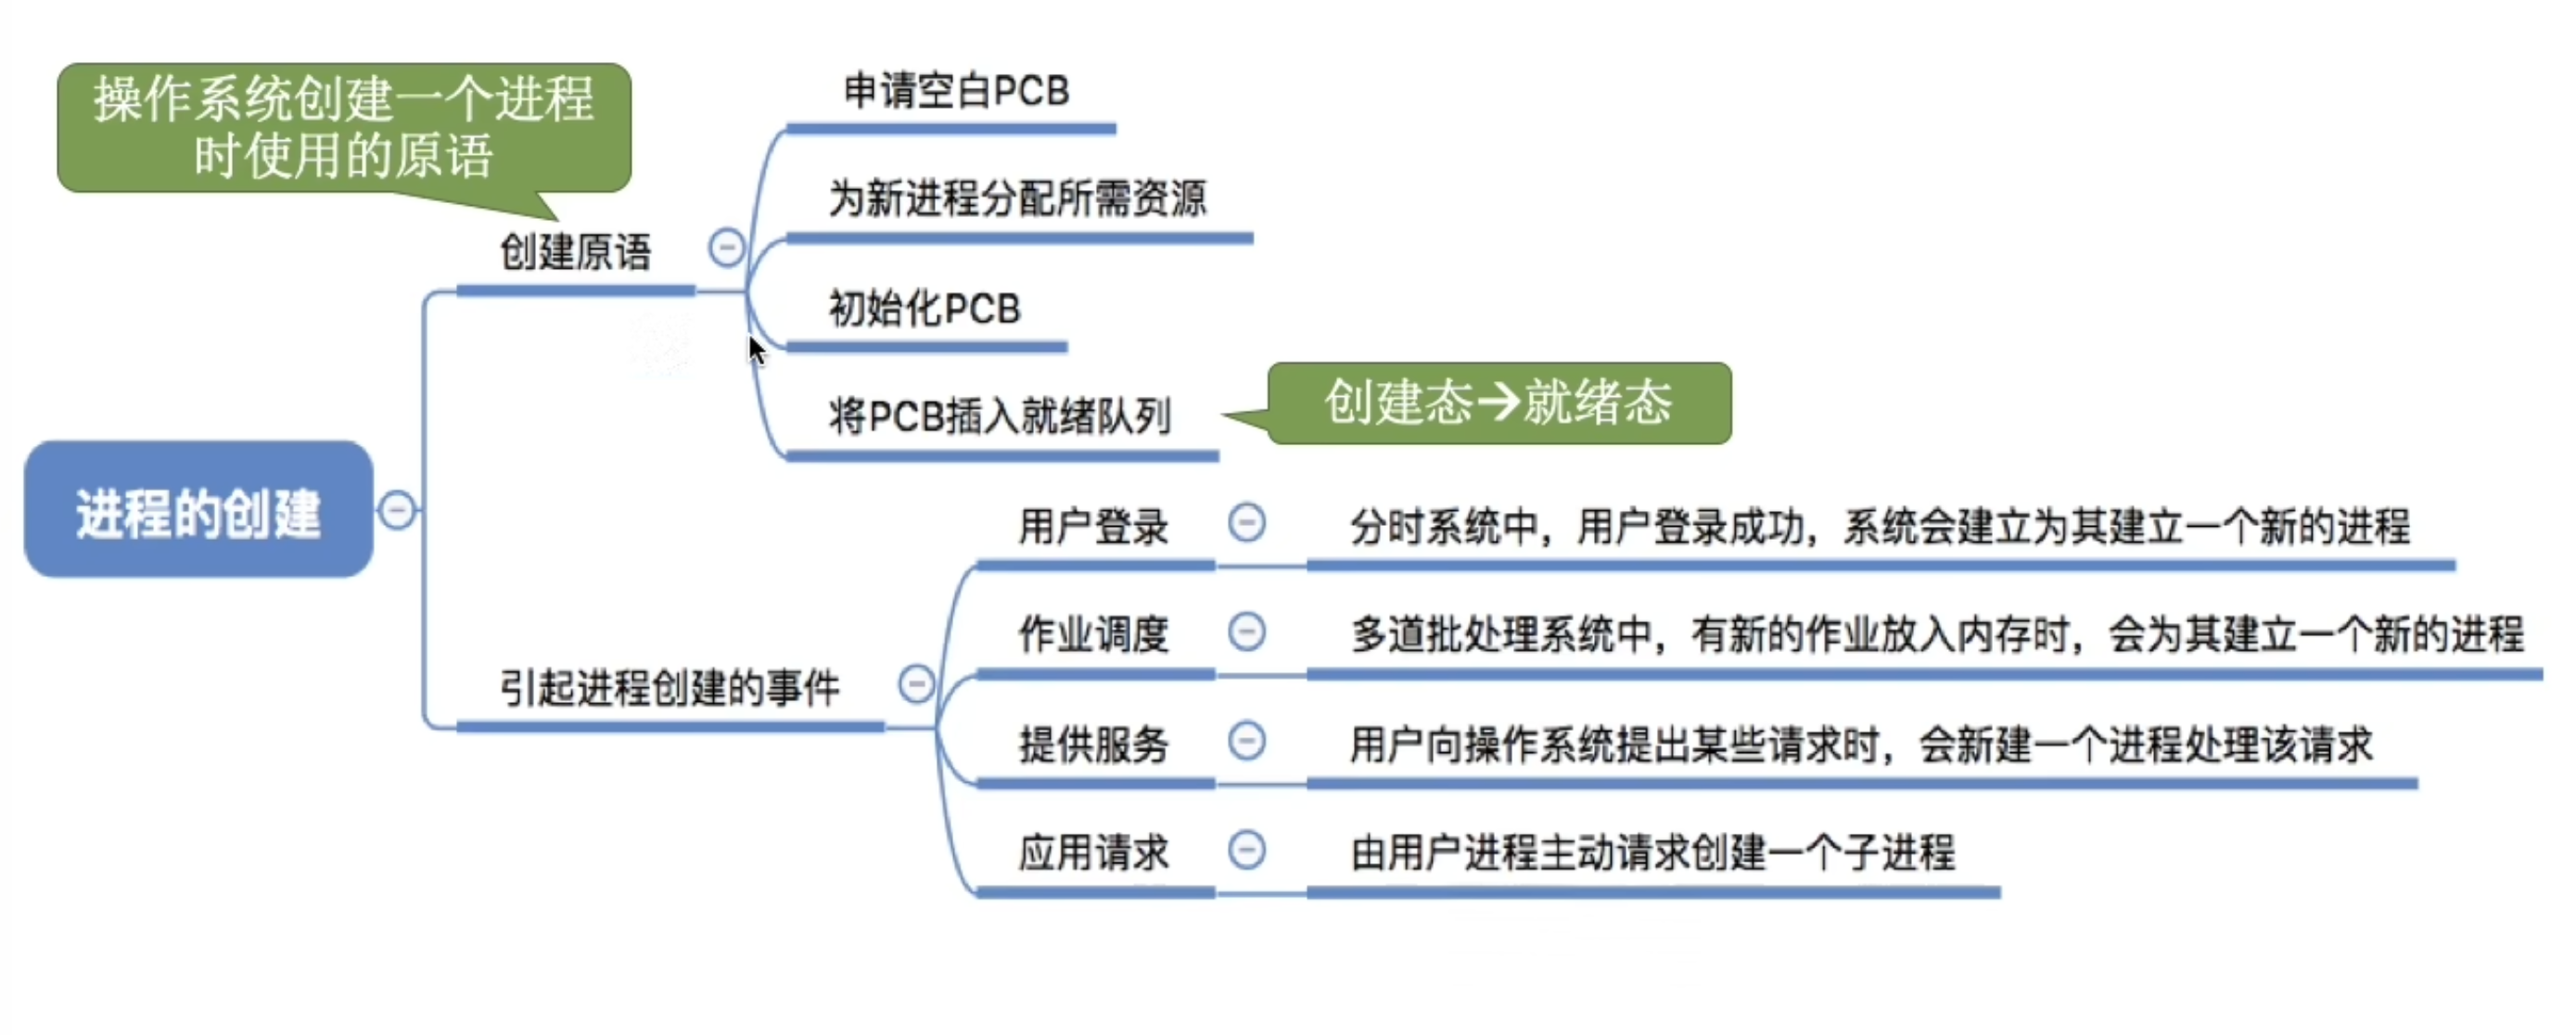 操作系统创建一个进程
时使用的原语
申请空白PCB
为新进程分配所需资源
创建原语
初始化PCB
将PCB插入就绪队列
创建态→就绪态
进程的创建
用户登录
分时系统中，用户登录成功，系统会建立为其建立一个新的进程
作业调度
多道批处理系统中，有新的作业放入内存时，会为其建立一个新的进程
引起进程创建的事件
提供服务
用户向操作系统提出某些请求时，会新建一个进程处理该请求
应用请求
由用户进程主动请求创建一个子进程